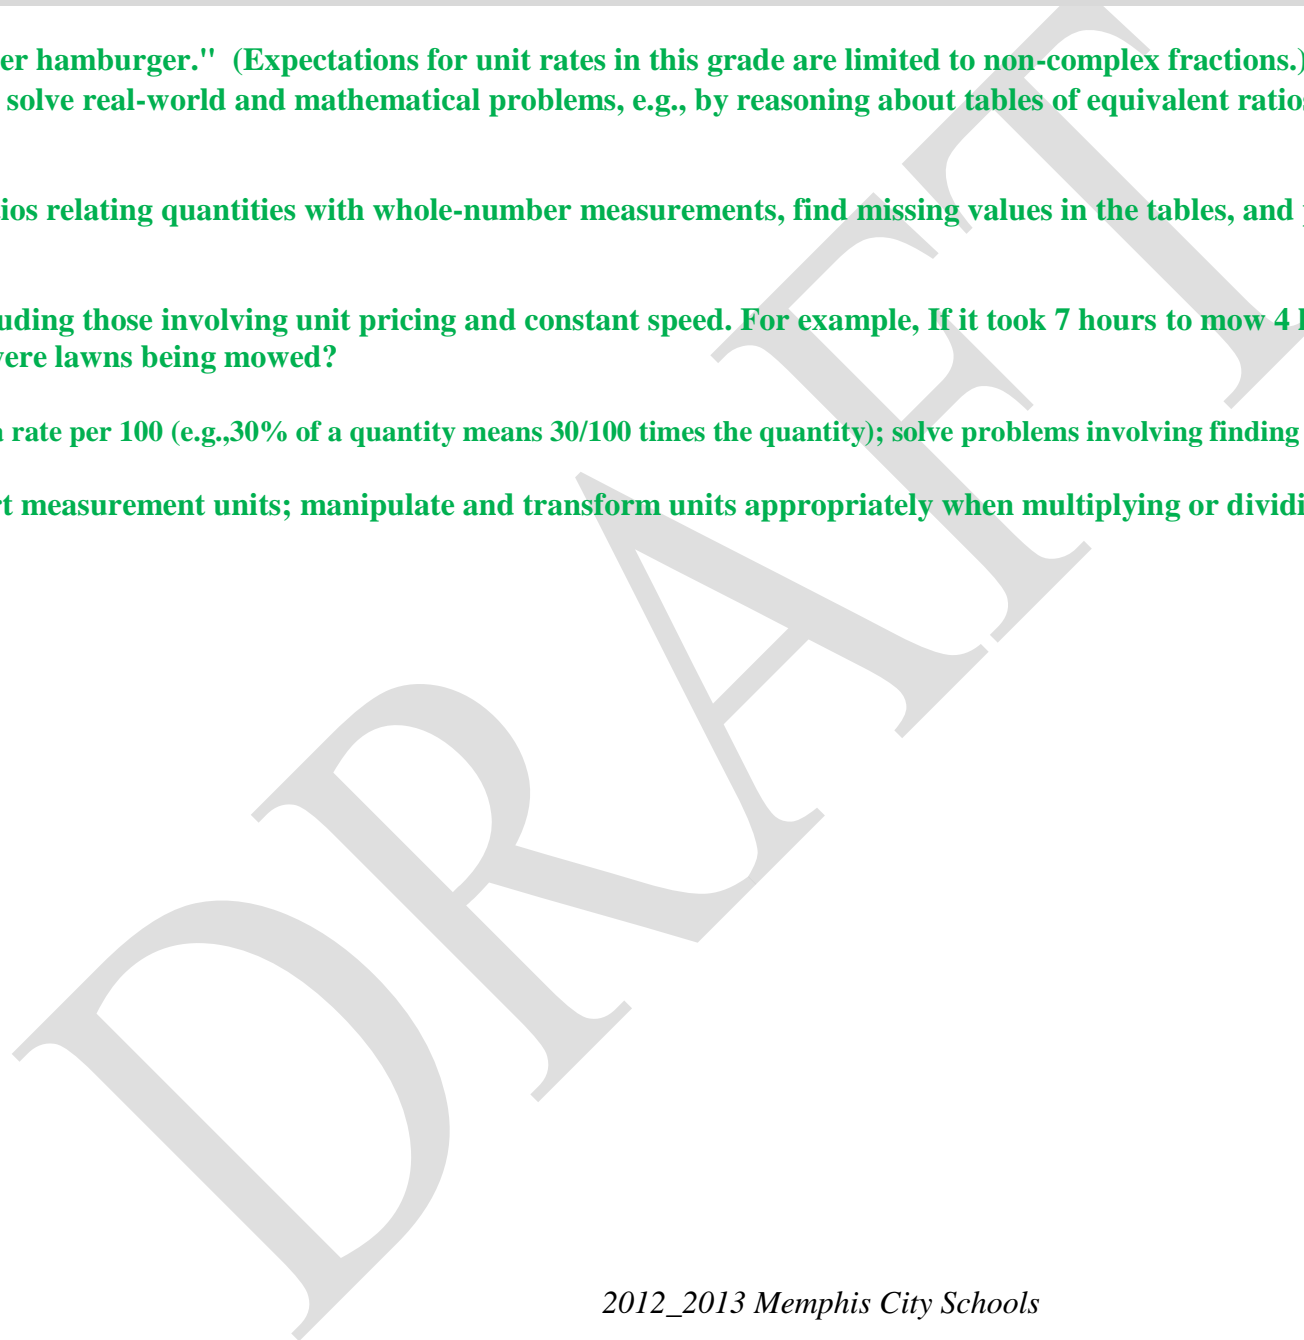 er hamburger."  (Expectations for unit rates in this grade are limited to non-complex fractions.)
solve real-world and mathematical problems, e.g., by reasoning about tables of equivalent ratios
tios relating quantities with whole-number measurements, find missing values in the tables, and
uding those involving unit pricing and constant speed. For example, If it took 7 hours to mow 4
were lawns being mowed?
a rate per 100 (e.g.,30% of a quantity means 30/100 times the quantity); solve problems involving finding
rt measurement units; manipulate and transform units appropriately when multiplying or dividi
DRAFT
2012_2013 Memphis City Schools